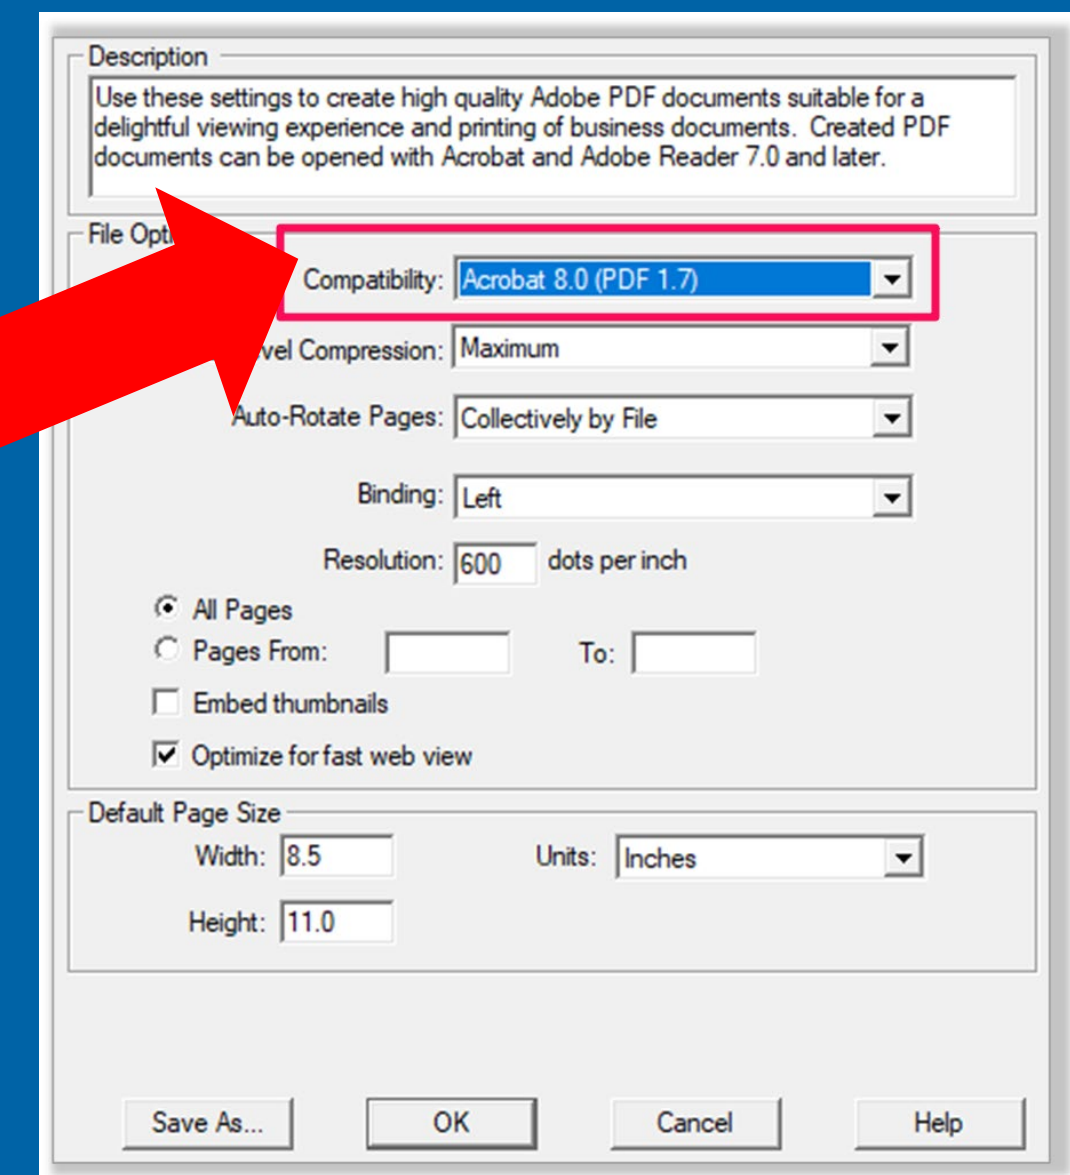 Description
Use these settings to create high quality Adobe PDF documents suitable for a
delightful viewing experience and printing of business documents. Created PDF
documents can be opened with Acrobat and Adobe Reader 7.0 and later.
File
Compatibility: Acrobat 8.0 (PDF 1.7)
Compression: Maximum
Auto-Rotate Pages: Collectively by File
Binding: Left
Resolution: 600 dots per inch
All Pages
Pages From: To:
Embed thumbnails
Optimize for fast web view
Default Page Size
Width: 8.5 Units: Inches
Height: 11.0
Save As... OK Cancel Help